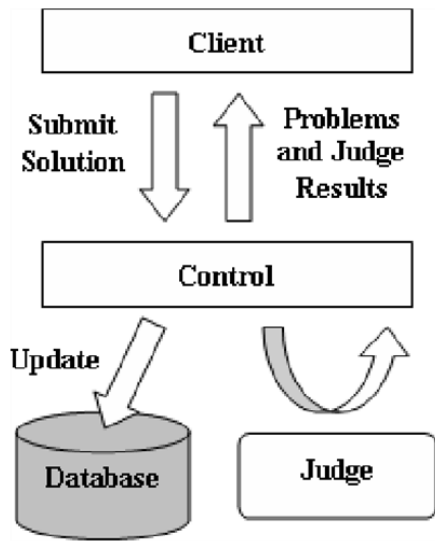 Client
Submit
Solution
Problems
and Judge
Results
Control
Update
Database
Judge